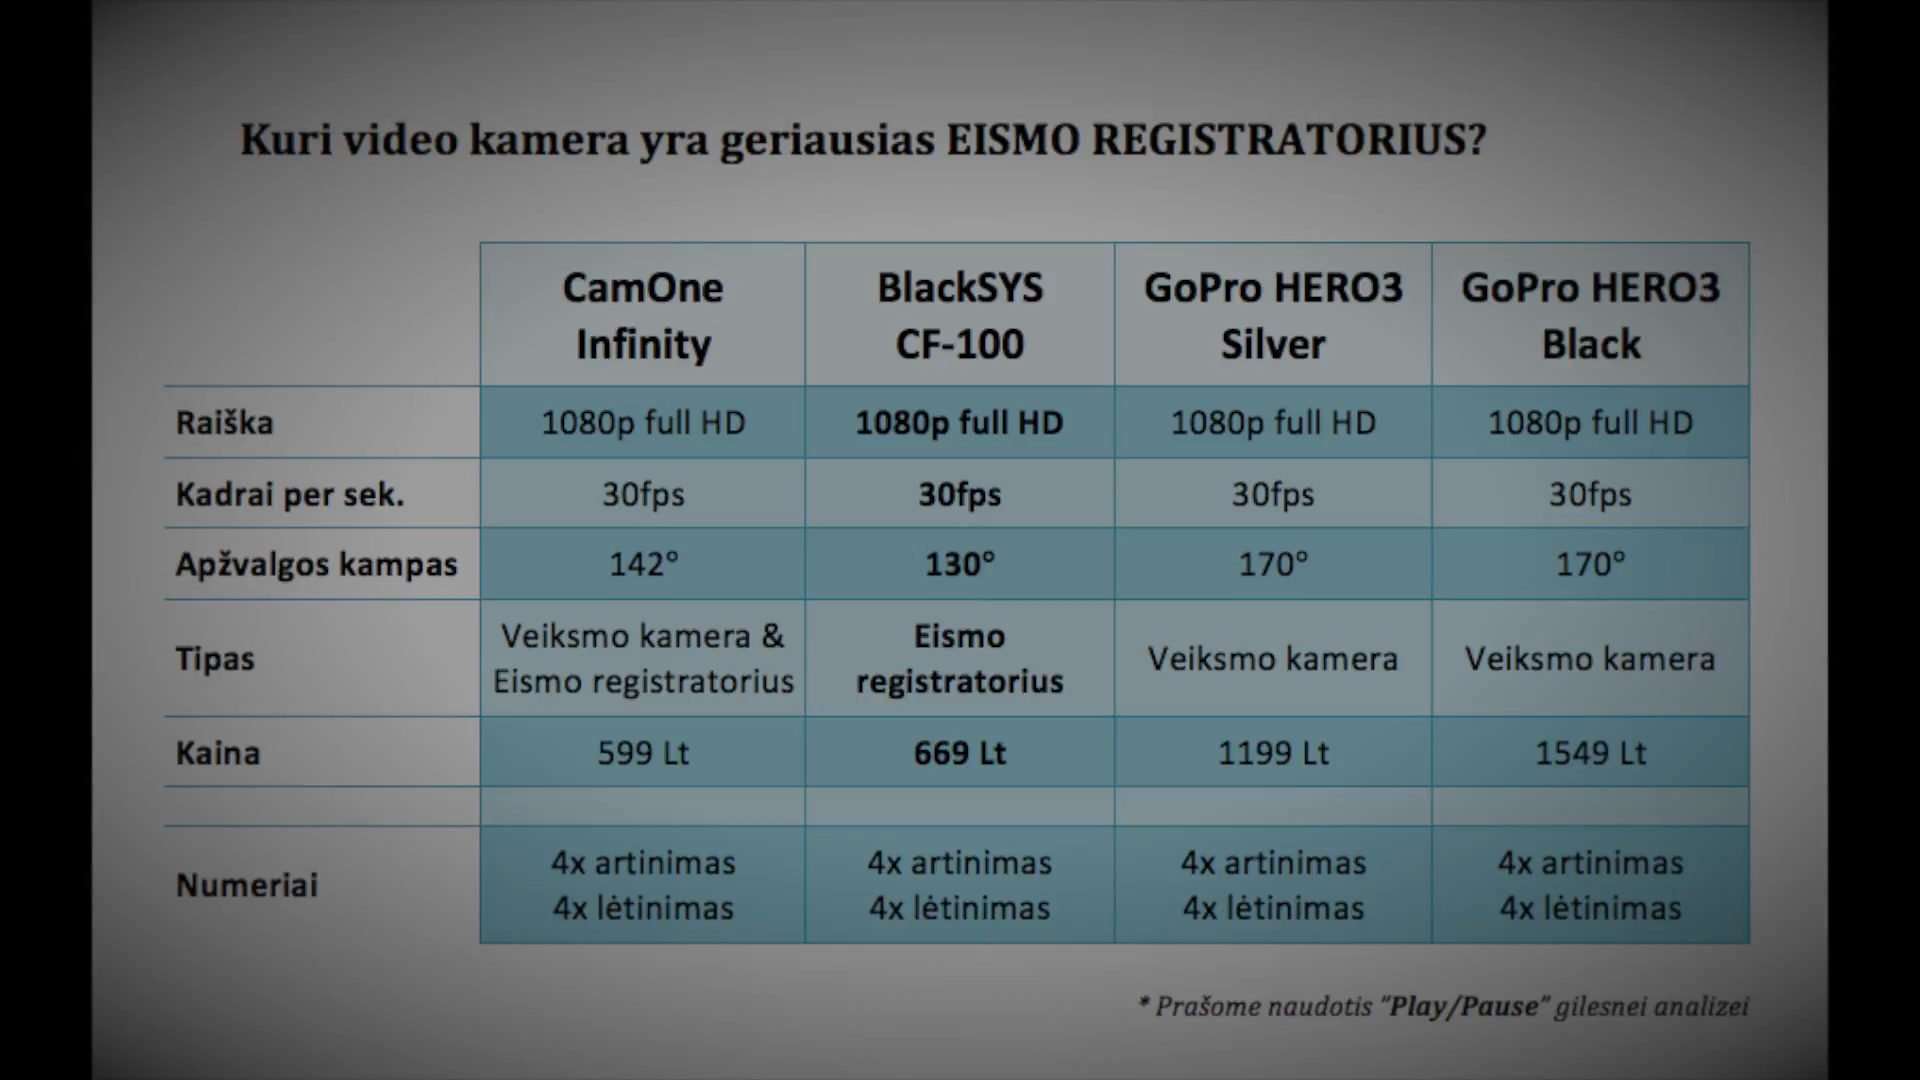 Kuri video kamera yra geriausias EISMO REGISTRATORIUS?
CamOne Infinity
BlackSYS CF-100
GoPro HERO3 Silver
GoPro HERO3 Black
Raiška 1080p full HD 1080p full HD 1080p full HD 1080p full HD
Kadrai per sek. 30fps 30fps 30fps 30fps
Apžvalgos kampas 142° 130° 170° 170°
Tipas
Veiksmo kamera &
Eismo registratorius
Eismo
registratorius
Veiksmo kamera
Veiksmo kamera
Kaina 599 Lt 669 Lt 1199 Lt 1549 Lt
Numeriai
4x artinimas 4x artinimas 4x artinimas 4x artinimas
4x lėtinimas 4x lėtinimas 4x lėtinimas 4x lėtinimas
* Prašome naudotis "Play/Pause" gilesnei analizei